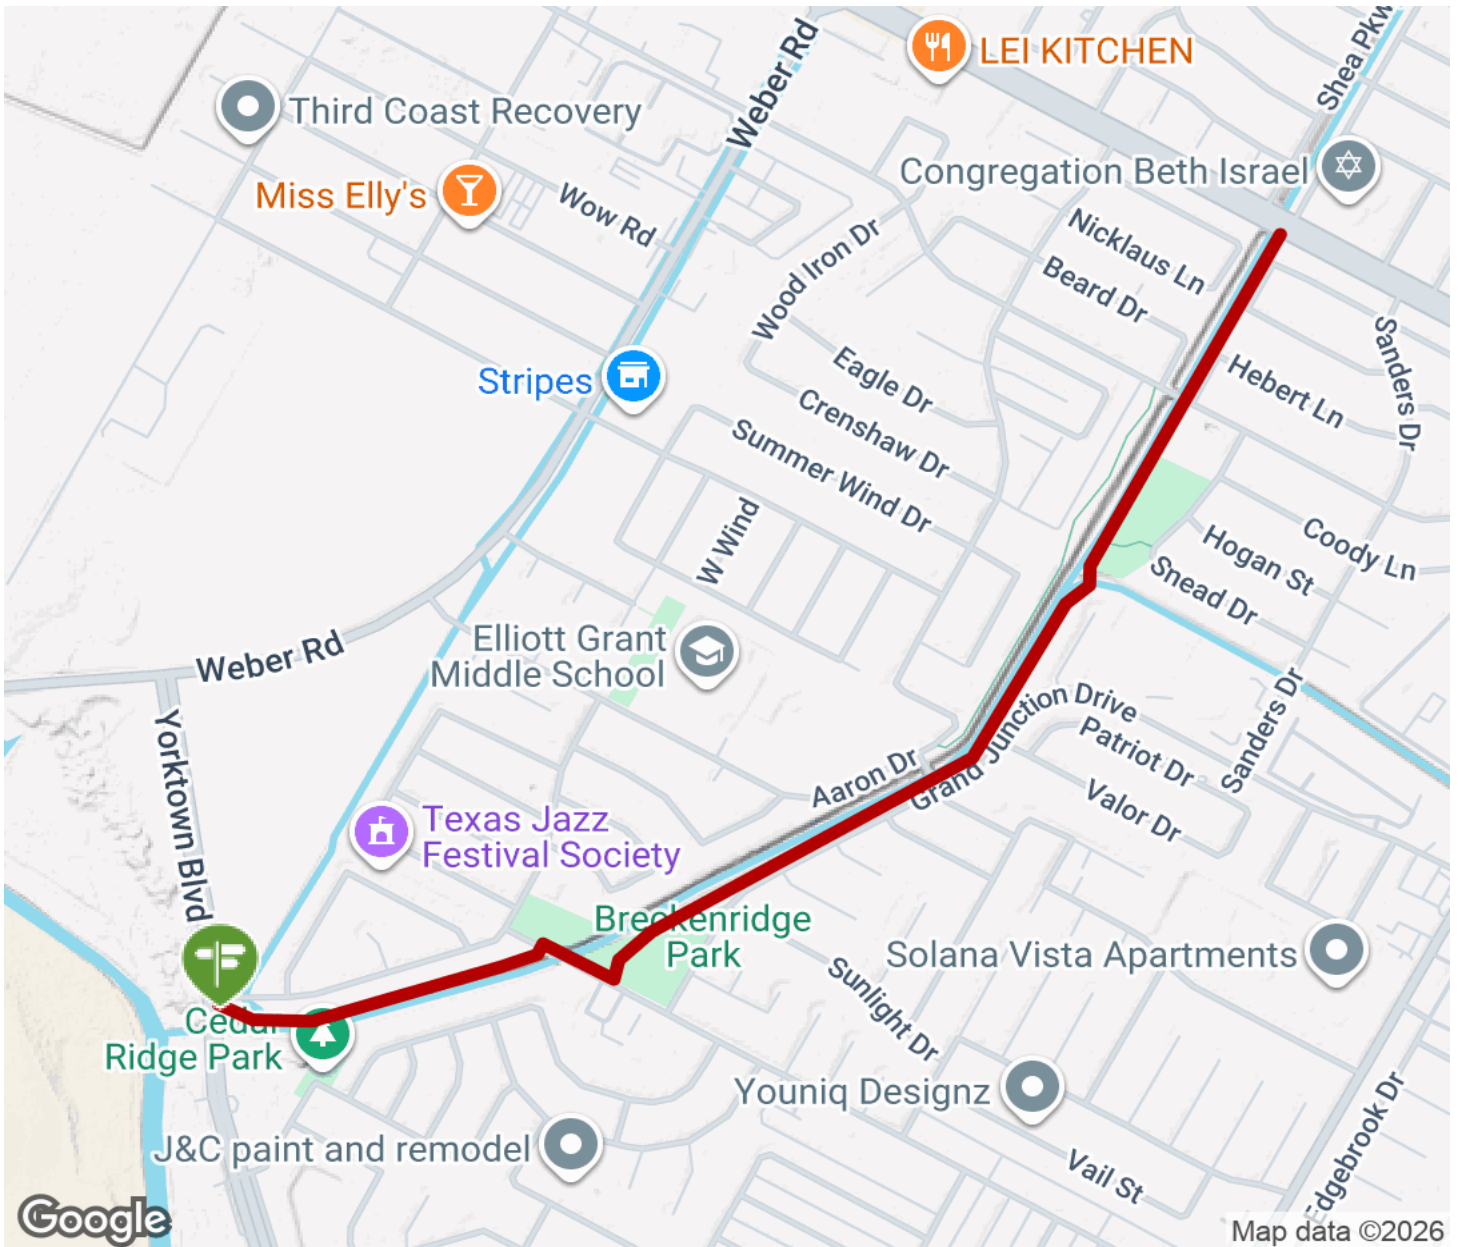 Shea Pkw
LEI KITCHEN
Weber Rd
Third Coast Recovery
Congregation Beth Israel
Miss Elly's
Wow Rd
Nicklaus Ln
Wood Iron Dr
Beard Dr
Sanders Dr
Stripes
Eagle Dr
Hebert Ln
Crenshaw Dr
Summer Wind Dr
W Wind
Coody Ln
Hogan St
Snead Dr
Elliott Grant
Middle School
Weber Rd
Yorktown Blvd
Grand Junction Drive
Sanders Dr
Patriot Dr
Aaron Dr
Valor Dr
Texas Jazz
Festival Society
Breckenridge
Park
Solana Vista Apartments
Sunlight Dr
Cedar
Ridge Park
Youniq Designz
Edgebrook Dr
J&C paint and remodel
Vail St
Google
Map data ©2026